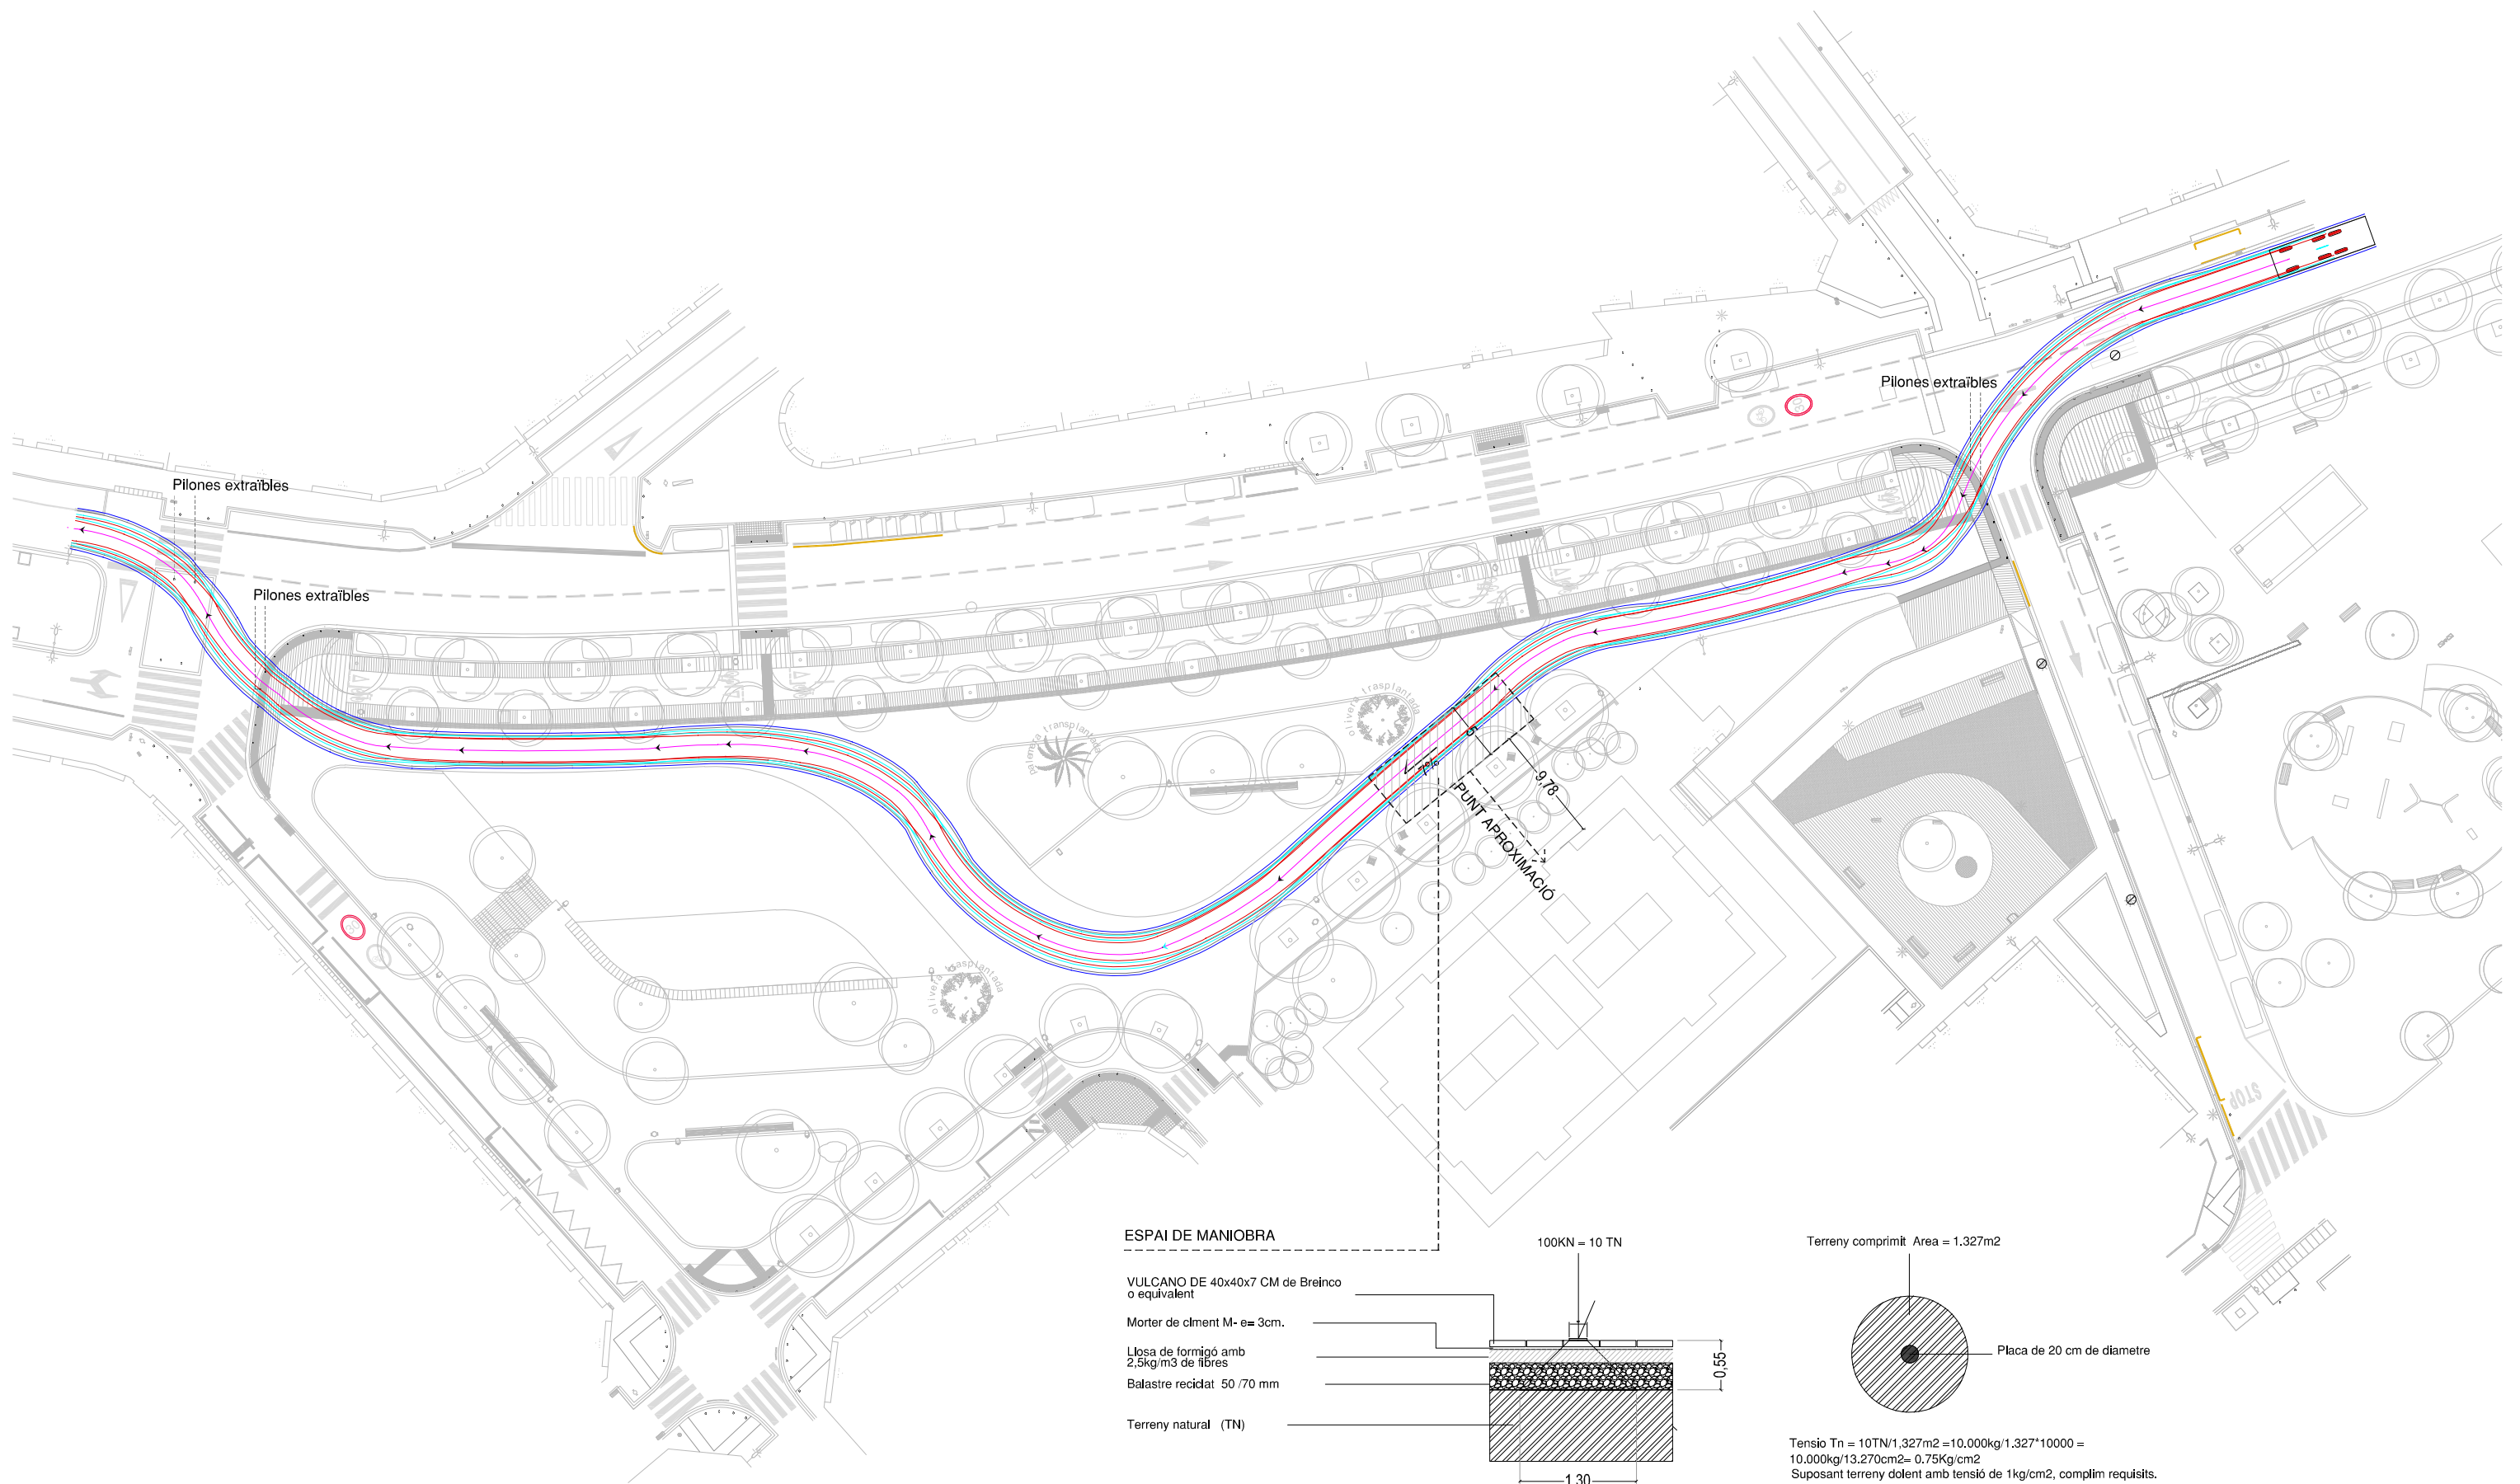 Pilones extraïbles
Pilones extraïbles
Pilones extraïbles
palmera transplantada
olivera trasplantada
5
9,78
PUNT APROXIMACIÓ
olivera trasplantada
30
STOP
ESPAI DE MANIOBRA
VULCANO DE 40x40x7 CM de Breinco
o equivalent
Morter de ciment M- e= 3cm.
Llosa de formigó amb
2,5kg/m3 de fibres
Balastre reciclat 50 /70 mm
Terreny natural (TN)
100KN = 10 TN
0,55
1,30
Terreny comprimit Area = 1.327m2
Placa de 20 cm de diametre
Tensio Tn = 10TN/1,327m2 =10.000kg/1.327*10000 =
10.000kg/13.270cm2= 0.75Kg/cm2
Suposant terreny dolent amb tensió de 1kg/cm2, complim requisits.